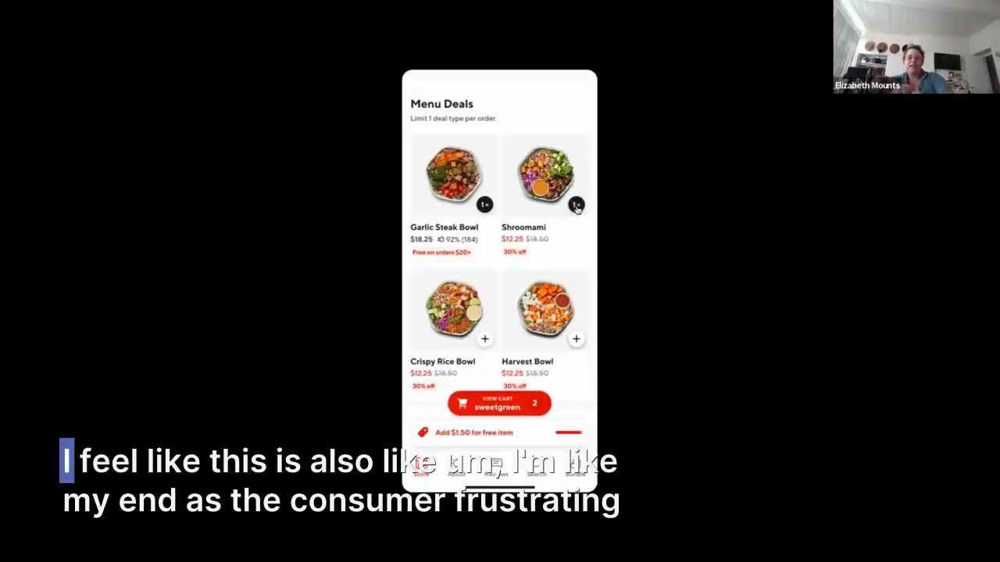 Elizabeth Mounts
Menu Deals
Limit 1 deal type per order.
1 ×
1 ×
Garlic Steak Bowl
Shroomami
$18.25 92% (184)
$12.25 $18.50
Free on orders $20+
30% off
+
+
Crispy Rice Bowl
Harvest Bowl
$12.25 $18.50
$12.25 $18.50
30% off
30% off
VIEW CART
sweetgreen
2
Add $1.50 for free item
I feel like this is also like um, I'm like
my end as the consumer frustrating
Store
About
Reviews
Search
Bundle